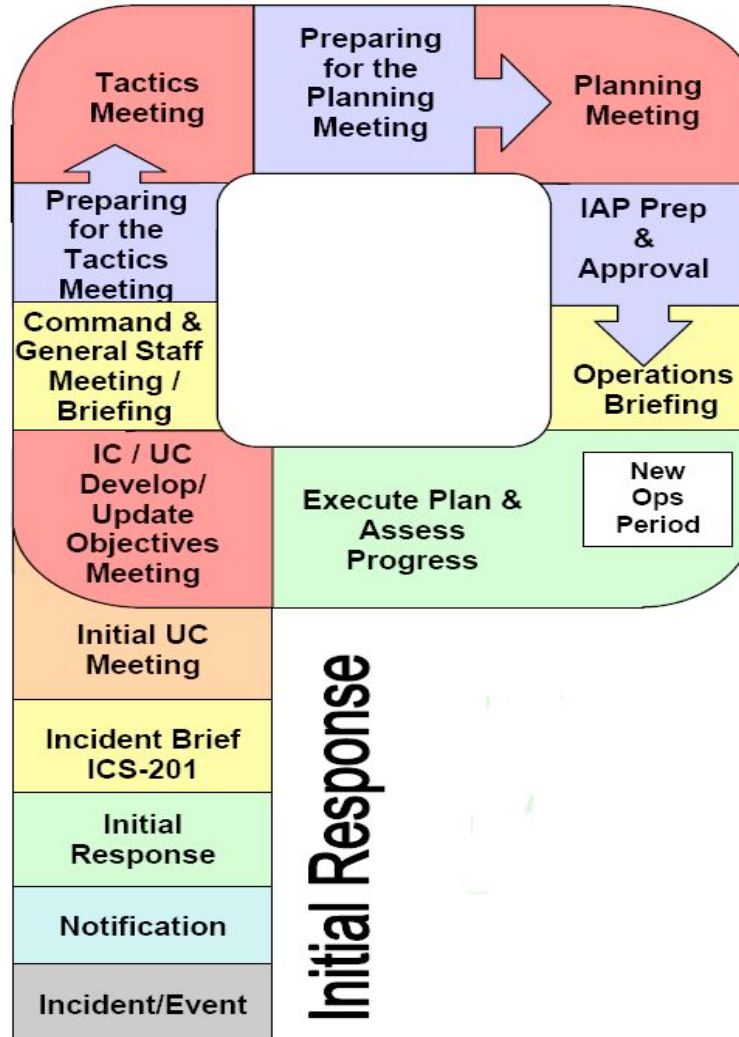 Tactics
Meeting
Preparing
for the
Planning
Meeting
Planning
Meeting
Preparing
for the
Tactics
Meeting
IAP Prep
&
Approval
Command &
General Staff
Meeting /
Briefing
Operations
Briefing
IC / UC
Develop/
Update
Objectives
Meeting
Execute Plan &
Assess
Progress
New
Ops
Period
Initial UC
Meeting
Incident Brief
ICS-201
Initial
Response
Notification
Incident/Event
Initial Response